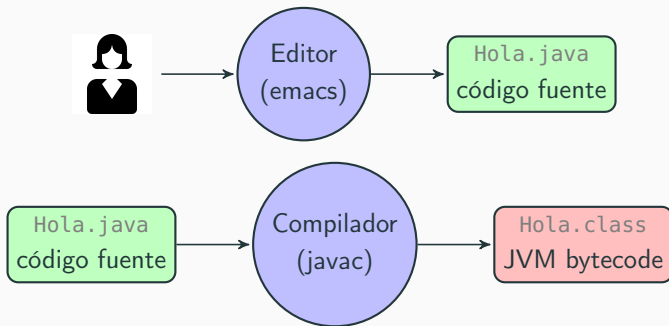 Editor
(emacs)
Hola.java
código fuente
Hola.java
código fuente
Compilador
(javac)
Hola.class
JVM bytecode